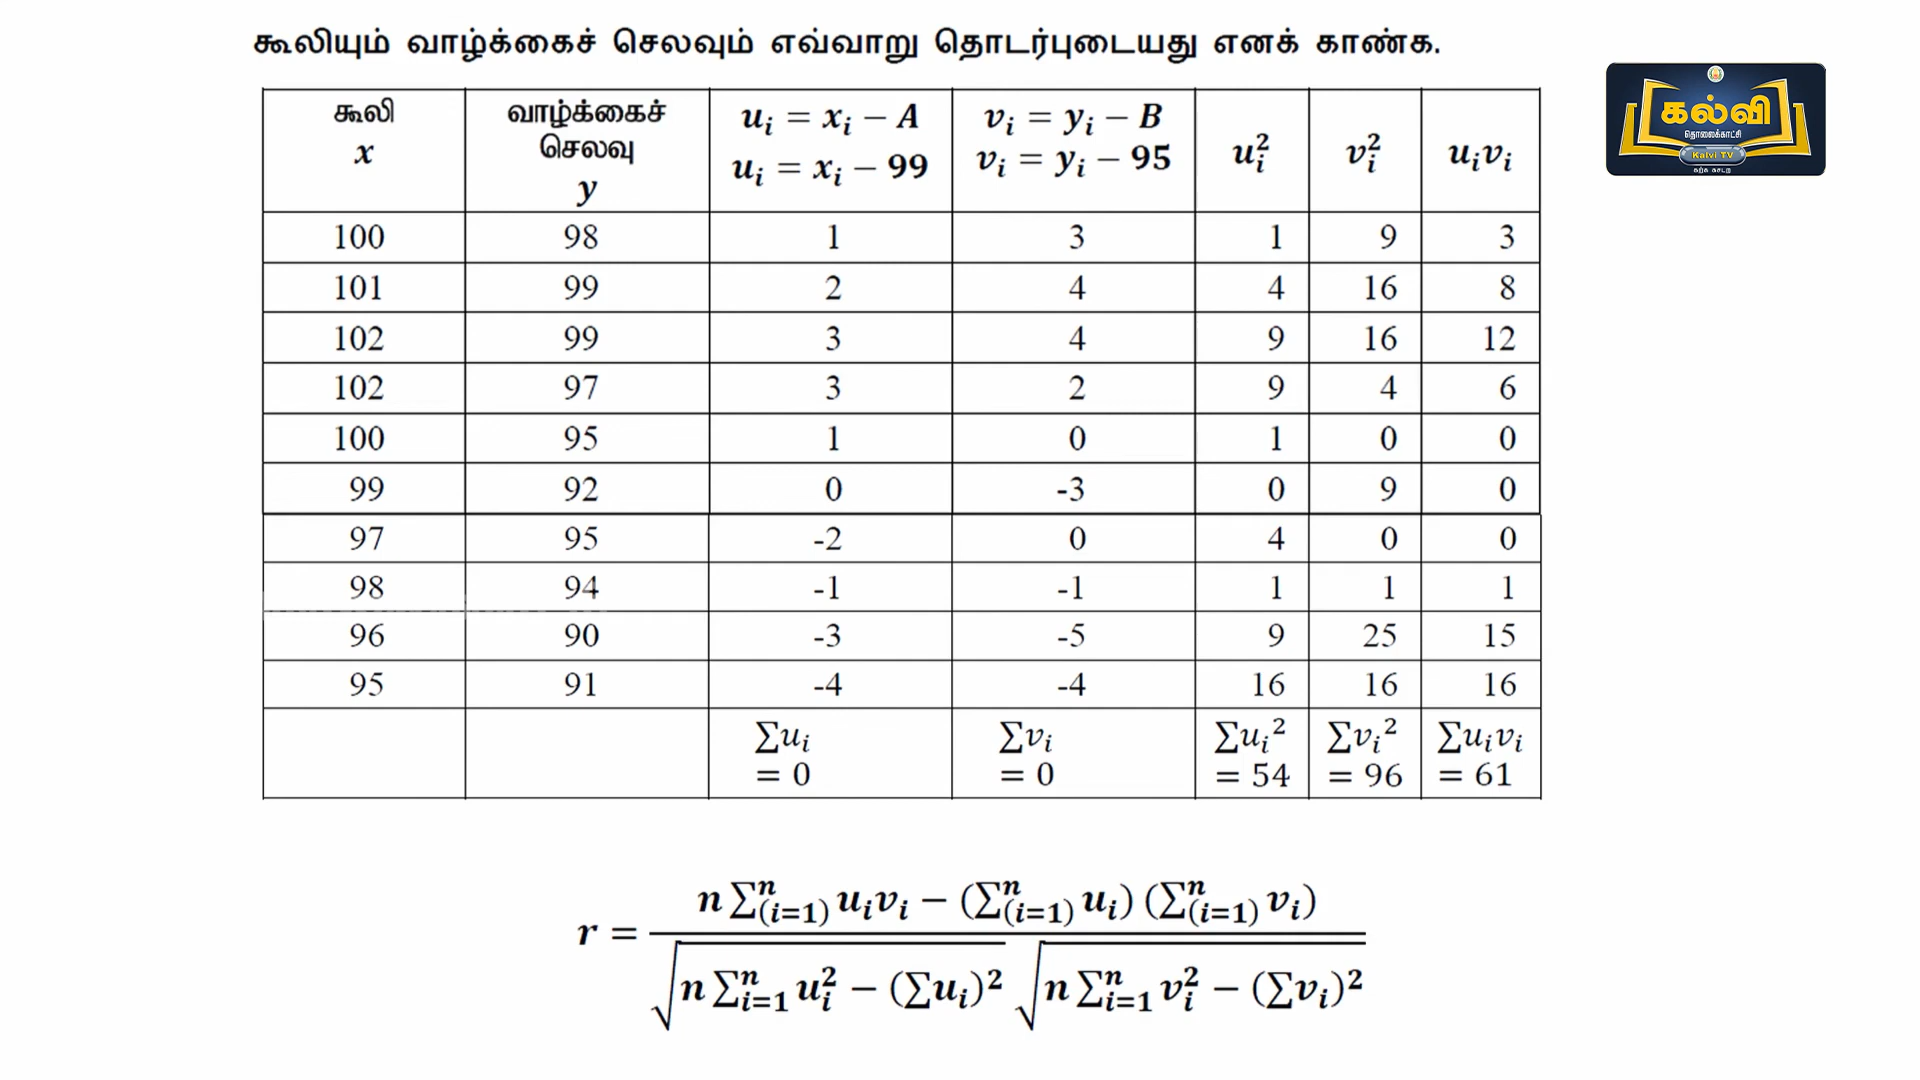 கூலியும் வாழ்க்கைச் செலவும் எவ்வாறு தொடர்புடையது எனக் காண்க.
கல்வி
தொலைக்காட்சி
Kalvi TV
கற்க கசடற
கூலி x | வாழ்க்கைச் செலவு y | uᵢ = xᵢ − A uᵢ = xᵢ − 99 | vᵢ = yᵢ − B vᵢ = yᵢ − 95 | uᵢ² | vᵢ² | uᵢvᵢ
100 | 98 | 1 | 3 | 1 | 9 | 3
101 | 99 | 2 | 4 | 4 | 16 | 8
102 | 99 | 3 | 4 | 9 | 16 | 12
102 | 97 | 3 | 2 | 9 | 4 | 6
100 | 95 | 1 | 0 | 1 | 0 | 0
99 | 92 | 0 | -3 | 0 | 9 | 0
97 | 95 | -2 | 0 | 4 | 0 | 0
98 | 94 | -1 | -1 | 1 | 1 | 1
96 | 90 | -3 | -5 | 9 | 25 | 15
95 | 91 | -4 | -4 | 16 | 16 | 16
∑uᵢ = 0 | ∑vᵢ = 0 | ∑uᵢ² = 54 | ∑vᵢ² = 96 | ∑uᵢvᵢ = 61
r = (n∑ⁿ₍ᵢ₌₁₎ uᵢvᵢ − (∑ⁿ₍ᵢ₌₁₎ uᵢ) (∑ⁿ₍ᵢ₌₁₎ vᵢ)) / (√(n∑ⁿᵢ₌₁ uᵢ² − (∑uᵢ)²) √(n∑ⁿᵢ₌₁ vᵢ² − (∑vᵢ)²))